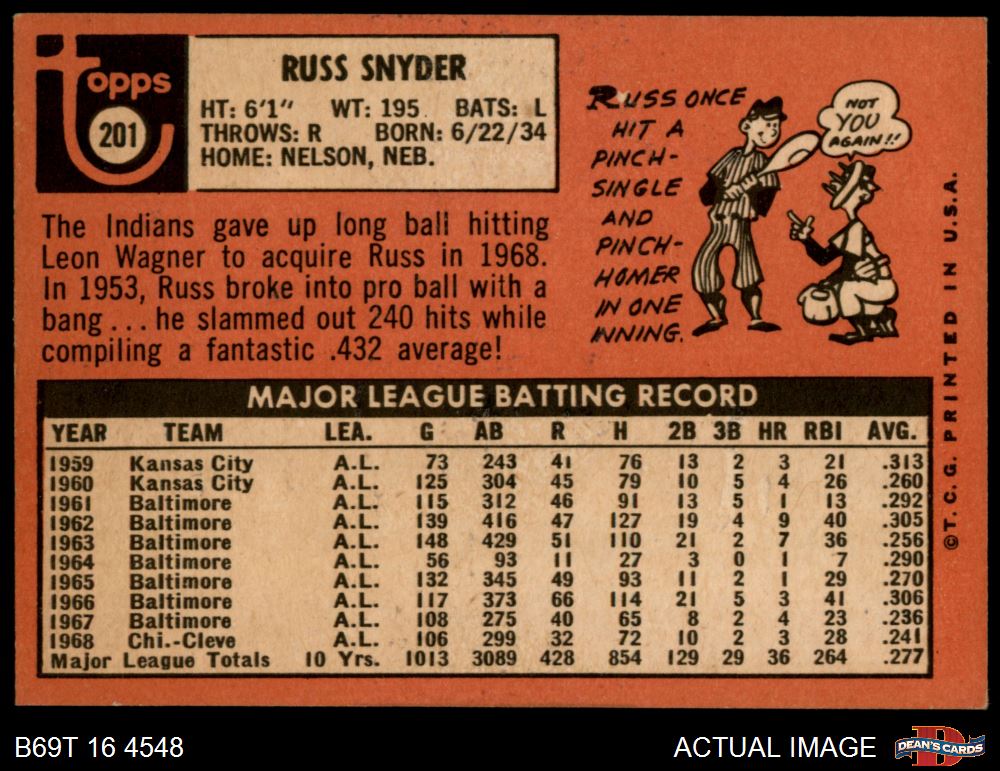 Topps
201
RUSS SNYDER
HT: 6'1" WT: 195 BATS: L
THROWS: R BORN: 6/22/34
HOME: NELSON, NEB.
The Indians gave up long ball hitting
Leon Wagner to acquire Russ in 1968.
In 1953, Russ broke into pro ball with a
bang... he slammed out 240 hits while
compiling a fantastic .432 average!
RUSS ONCE
HIT A
PINCH-
SINGLE
AND
PINCH-
HOMER
IN ONE
INNING.
NOT
YOU
AGAIN!!
MAJOR LEAGUE BATTING RECORD
YEAR TEAM LEA. G AB R H 2B 3B HR RBI AVG.
1959 Kansas City A.L. 73 243 41 76 13 2 3 21 .313
1960 Kansas City A.L. 125 304 45 79 10 5 4 26 .260
1961 Baltimore A.L. 115 312 46 91 13 5 1 13 .292
1962 Baltimore A.L. 139 416 47 127 19 4 9 40 .305
1963 Baltimore A.L. 148 429 51 110 21 2 7 36 .256
1964 Baltimore A.L. 56 93 11 27 3 0 1 7 .290
1965 Baltimore A.L. 132 345 49 93 11 2 1 29 .270
1966 Baltimore A.L. 117 373 66 114 21 5 3 41 .306
1967 Baltimore A.L. 108 275 40 65 8 2 4 23 .236
1968 Chi.-Cleve A.L. 106 299 32 72 10 2 3 28 .241
Major League Totals 10 Yrs. 1013 3089 428 854 129 29 36 264 .277
©T.C.G. PRINTED IN U.S.A.
B69T 16 4548
ACTUAL IMAGE
D
DEAN'S CARDS